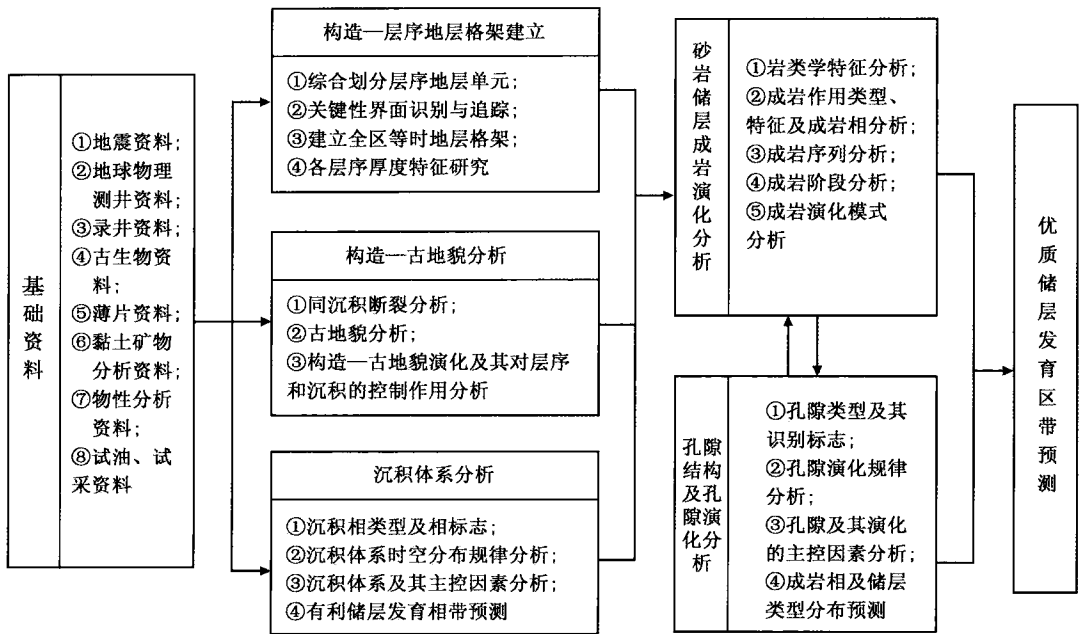 基础资料
①地震资料；
②地球物理
测井资料；
③录井资料；
④古生物资
料；
⑤薄片资料；
⑥黏土矿物
分析资料；
⑦物性分析
资料；
⑧试油、试
采资料
构造—层序地层格架建立
①综合划分层序地层单元；
②关键性界面识别与追踪；
③建立全区等时地层格架；
④各层序厚度特征研究
构造—古地貌分析
①同沉积断裂分析；
②古地貌分析；
③构造—古地貌演化及其对层序
和沉积的控制作用分析
沉积体系分析
①沉积相类型及相标志；
②沉积体系时空分布规律分析；
③沉积体系及其主控因素分析；
④有利储层发育相带预测
砂岩储层成岩演化分析
①岩类学特征分析；
②成岩作用类型、
特征及成岩相分析；
③成岩序列分析；
④成岩阶段分析；
⑤成岩演化模式
分析
孔隙
结构
及孔
隙演
化分析
①孔隙类型及其
识别标志；
②孔隙演化规律
分析；
③孔隙及其演化
的主控因素分析；
④成岩相及储层
类型分布预测
优质储层发育区带预测